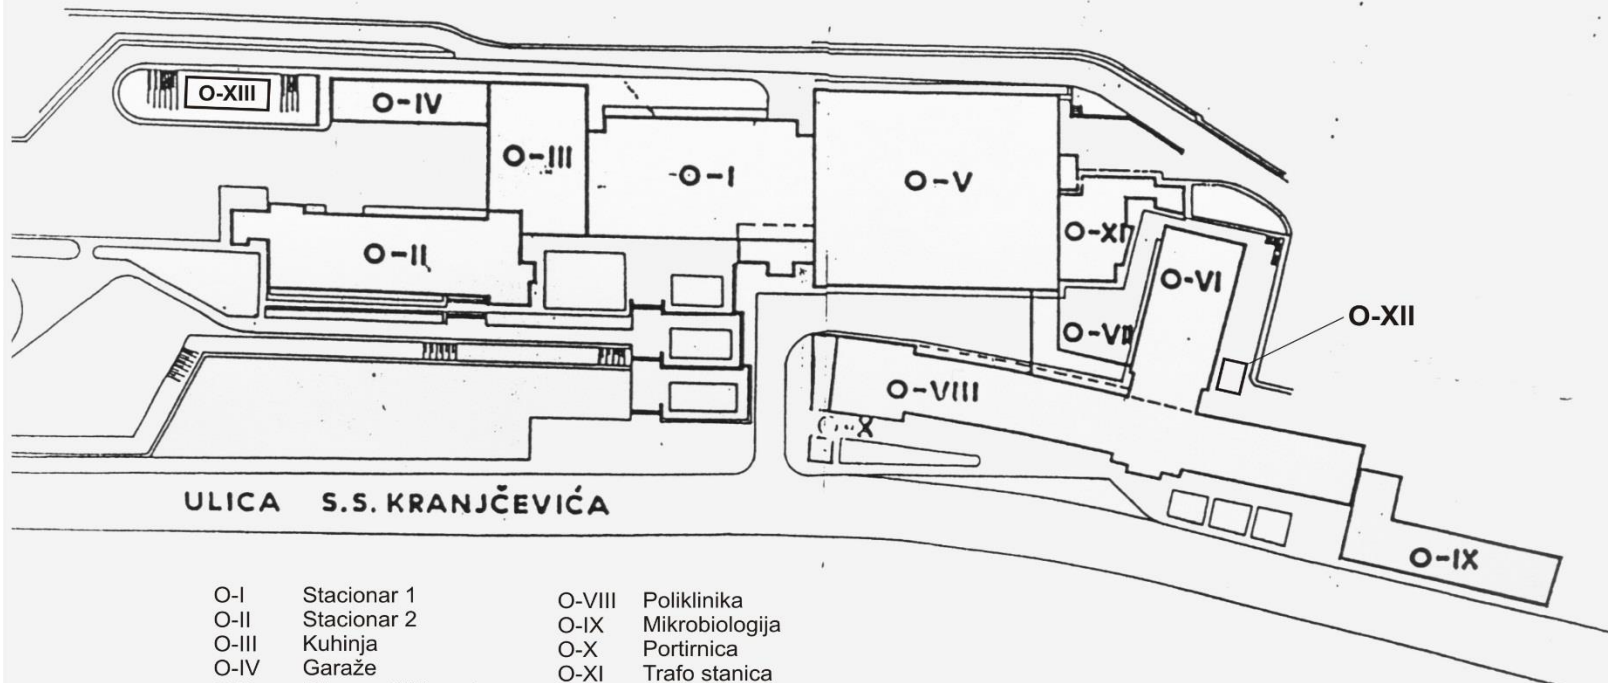 O-XIII
O-IV
O-III
O-I
O-V
O-XI
O-II
O-VI
O-VII
O-XII
O-VIII
O-X
ULICA S.S. KRANJČEVIĆA
O-IX
O-I Stacionar 1
O-II Stacionar 2
O-III Kuhinja
O-IV Garaže
O-VIII Poliklinika
O-IX Mikrobiologija
O-X Portirnica
O-XI Trafo stanica